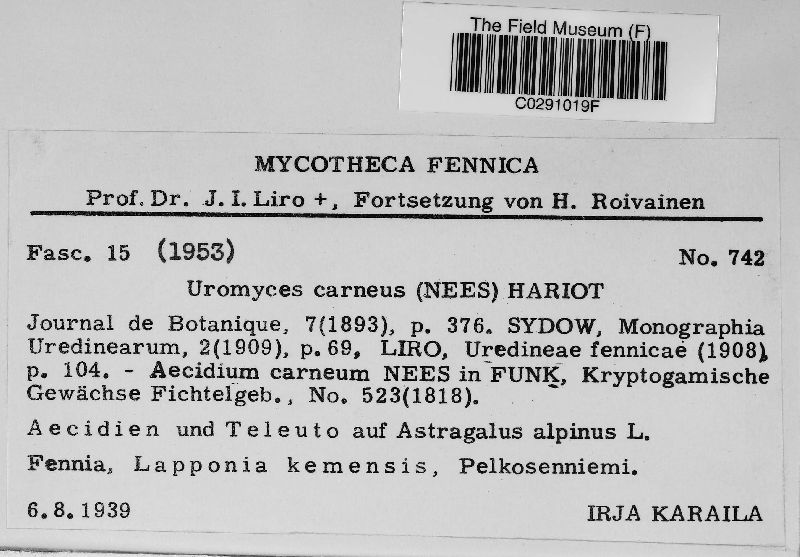 The Field Museum (F)
C0291019F
MYCOTHECA FENNICA
Prof. Dr. J. I. Liro +, Fortsetzung von H. Roivainen
Fasc. 15 (1953) No. 742
Uromyces carneus (NEES) HARIOT
Journal de Botanique, 7(1893), p. 376. SYDOW, Monographia
Uredinearum, 2(1909), p. 69, LIRO, Uredineae fennicae (1908),
p. 104. - Aecidium carneum NEES in FUNK, Kryptogamische
Gewächse Fichtelgeb., No. 523(1818).
Aecidien und Teleuto auf Astragalus alpinus L.
Fennia, Lapponia kemensis, Pelkosenniemi.
6. 8. 1939 IRJA KARAILA